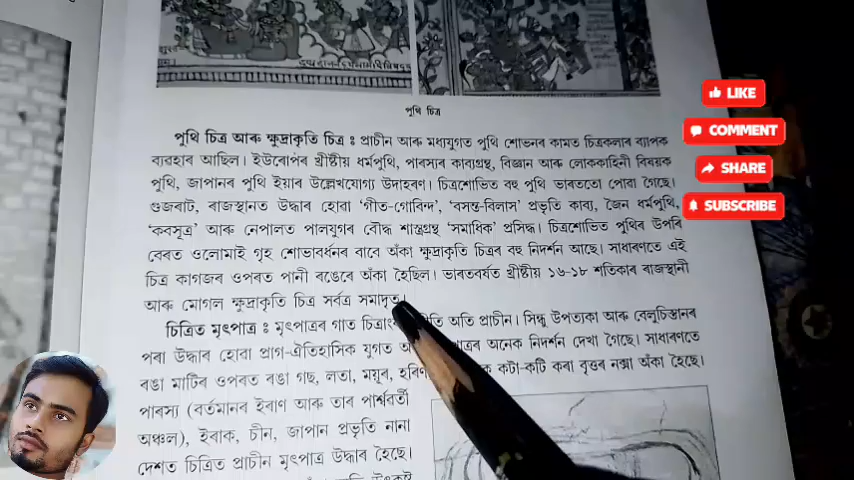 পুথি চিত্ৰ
পুথি চিত্ৰ আৰু ক্ষুদ্ৰাকৃতি চিত্ৰ : প্ৰাচীন আৰু মধ্যযুগত পুথি শোভনৰ কামত চিত্ৰকলাৰ ব্যাপক
ব্যৱহাৰ আছিল। ইউৰোপৰ খ্ৰীষ্টীয় ধৰ্মপুথি, পাৰস্যৰ কাব্যগ্ৰন্থ, বিজ্ঞান আৰু লোককাহিনী বিষয়ক
পুথি, জাপানৰ পুথি ইয়াৰ উল্লেখযোগ্য উদাহৰণ। চিত্ৰশোভিত বহু পুথি ভাৰততো পোৱা গৈছে।
গুজৰাট, ৰাজস্থানত উদ্ধাৰ হোৱা ‘গীত-গোবিন্দ’, ‘বসন্ত-বিলাস’ প্ৰভৃতি কাব্য, জৈন ধৰ্মপুথি,
‘কবসূত্ৰ’ আৰু নেপালত পালযুগৰ বৌদ্ধ শাস্ত্ৰগ্ৰন্থ ‘সমাধিক’ প্ৰসিদ্ধ। চিত্ৰশোভিত পুথিৰ উপৰি
বেৰত ওলোমাই গৃহ শোভাবৰ্ধনৰ বাবে অঁকা ক্ষুদ্ৰাকৃতি চিত্ৰৰ বহু নিদৰ্শন আছে। সাধাৰণতে এই
চিত্ৰ কাগজৰ ওপৰত পানী ৰঙেৰে আঁকা হৈছিল। ভাৰতবৰ্ষত খ্ৰীষ্টীয় ১৬-১৮ শতিকাৰ ৰাজস্থানী
আৰু মোগল ক্ষুদ্ৰাকৃতি চিত্ৰ সৰ্বত্ৰ সমাদৃত।
চিত্ৰিত মৃৎপাত্ৰ : মৃৎপাত্ৰৰ গাত অতি প্ৰাচীন। সিন্ধু উপত্যকা আৰু বেলুচিস্তানৰ
পৰা উদ্ধাৰ হোৱা প্ৰাগ-ঐতিহাসিক যুগত অনেক নিদৰ্শন দেখা গৈছে। সাধাৰণতে
ৰঙা মাটিৰ ওপৰত ৰঙা গছ, লতা, ময়ূৰ, কটা-কটি কৰা বৃত্তৰ নক্সা অঁকা হৈছে।
পাৰস্য (বৰ্তমানৰ ইৰাণ আৰু তাৰ পাৰ্শ্বৱৰ্তী
অঞ্চল), ইৰাক, চীন, জাপান প্ৰভৃতি নানা
দেশত চিত্ৰিত প্ৰাচীন মৃৎপাত্ৰ উদ্ধাৰ হৈছে।
LIKE
COMMENT
SHARE
SUBSCRIBE